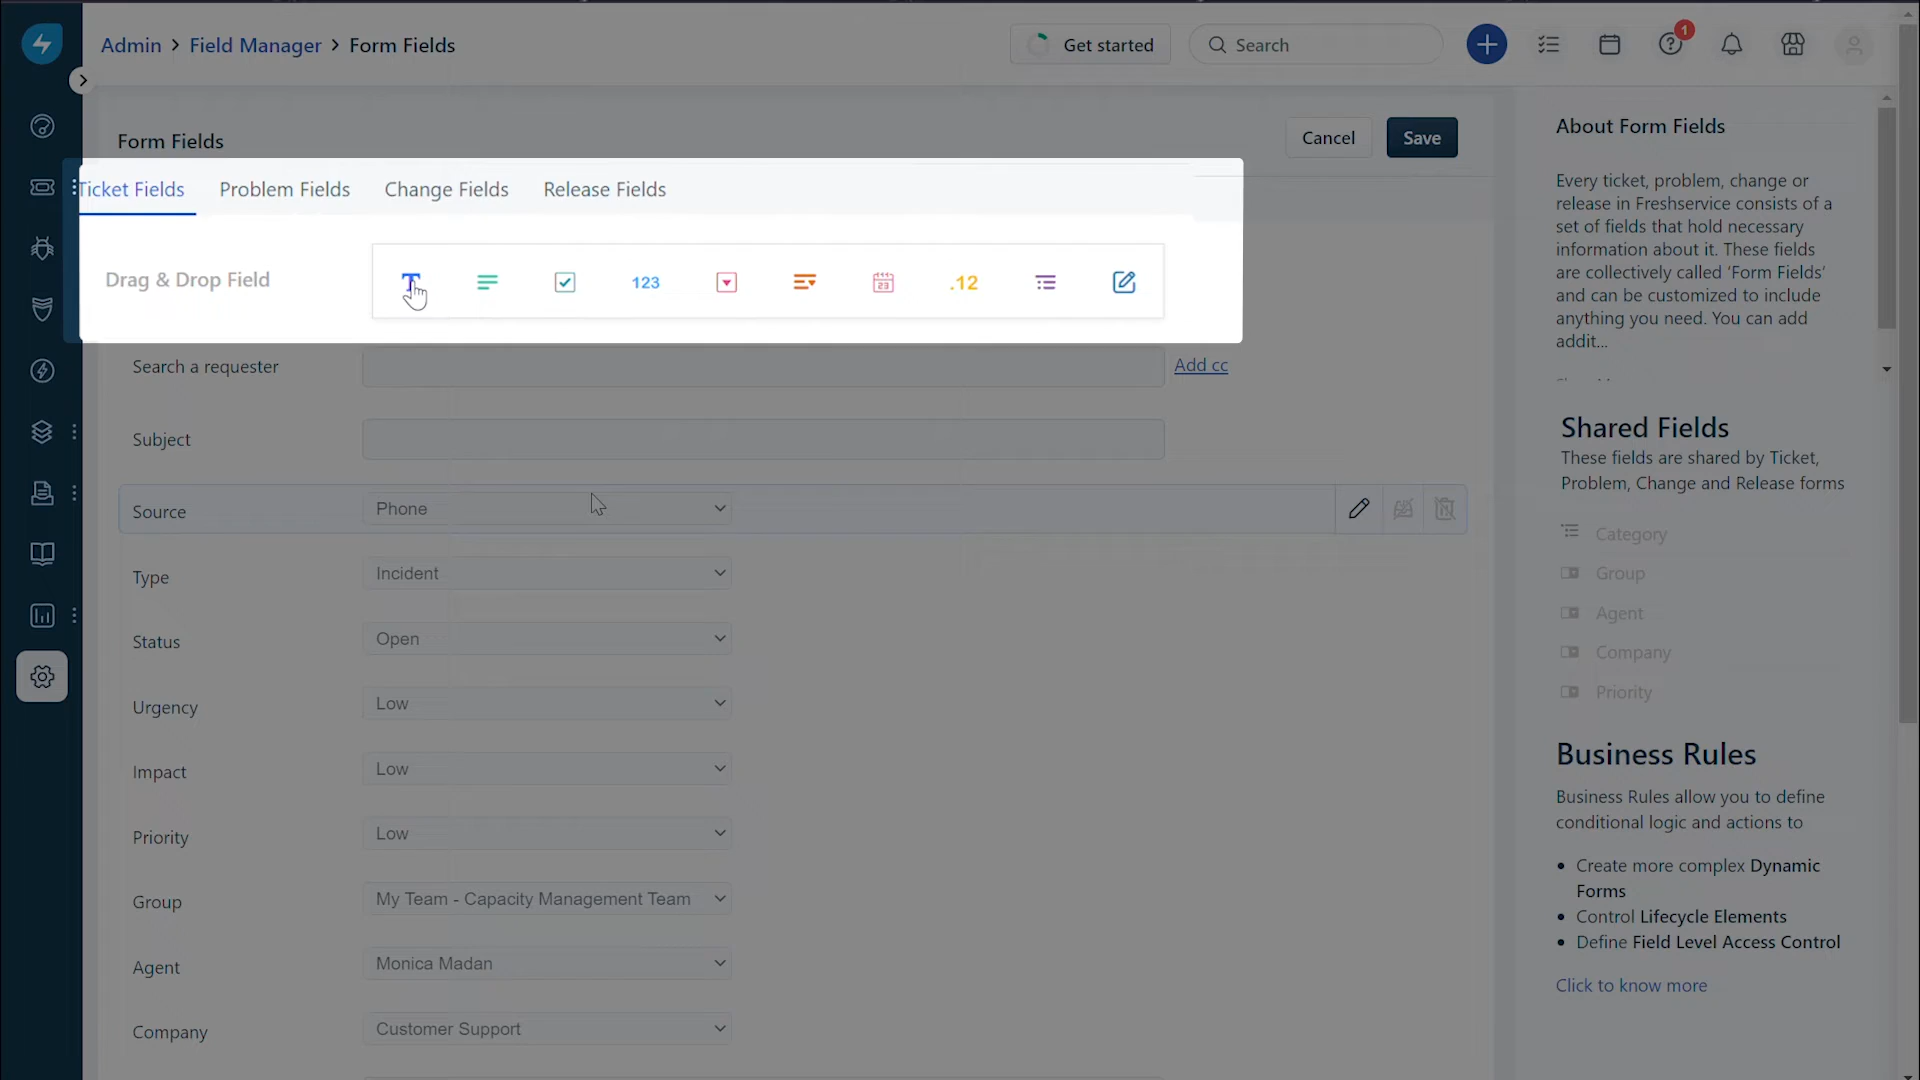 Admin > Field Manager > Form Fields
Get started
Search
1
Form Fields
Cancel
Save
Ticket Fields
Problem Fields
Change Fields
Release Fields
Drag & Drop Field
T
123
23
.12
Search a requester
Add cc
Subject
Source
Phone
Type
Incident
Status
Open
Urgency
Low
Impact
Low
Priority
Low
Group
My Team - Capacity Management Team
Agent
Monica Madan
Company
Customer Support
About Form Fields
Every ticket, problem, change or
release in Freshservice consists of a
set of fields that hold necessary
information about it. These fields
are collectively called ‘Form Fields’
and can be customized to include
anything you need. You can add
addit...
Shared Fields
These fields are shared by Ticket,
Problem, Change and Release forms
Category
Group
Agent
Company
Priority
Business Rules
Business Rules allow you to define
conditional logic and actions to
• Create more complex Dynamic
Forms
• Control Lifecycle Elements
• Define Field Level Access Control
Click to know more